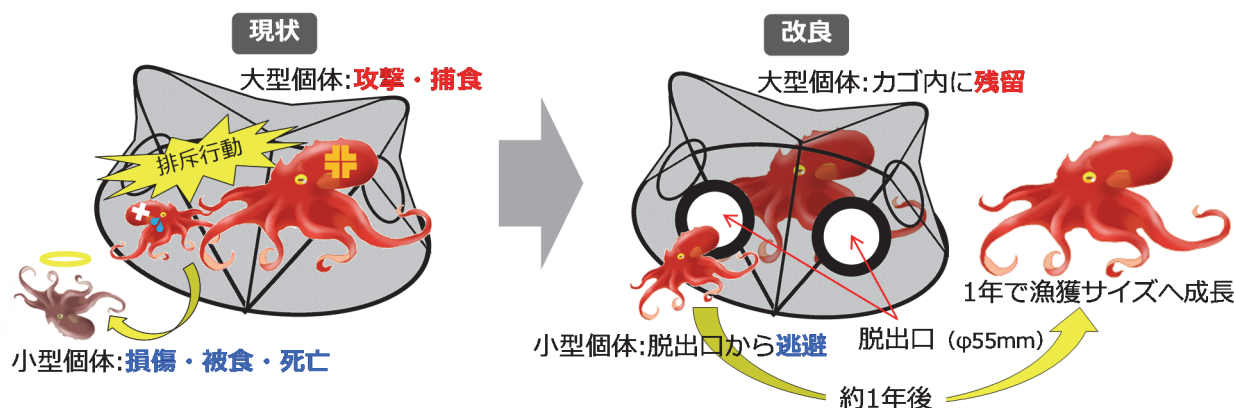 現状
大型個体:攻撃・捕食
排斥行動
小型個体:損傷・被食・死亡
改良
大型個体:カゴ内に残留
1年で漁獲サイズへ成長
脱出口（φ55mm）
小型個体:脱出口から逃避
約1年後